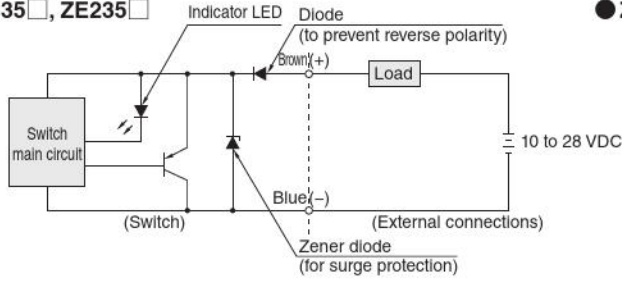 35□, ZE235□
Indicator LED
Diode
(to prevent reverse polarity)
Brown(+)
Load
Switch
main circuit
10 to 28 VDC
Blue(−)
(Switch)
(External connections)
Zener diode
(for surge protection)